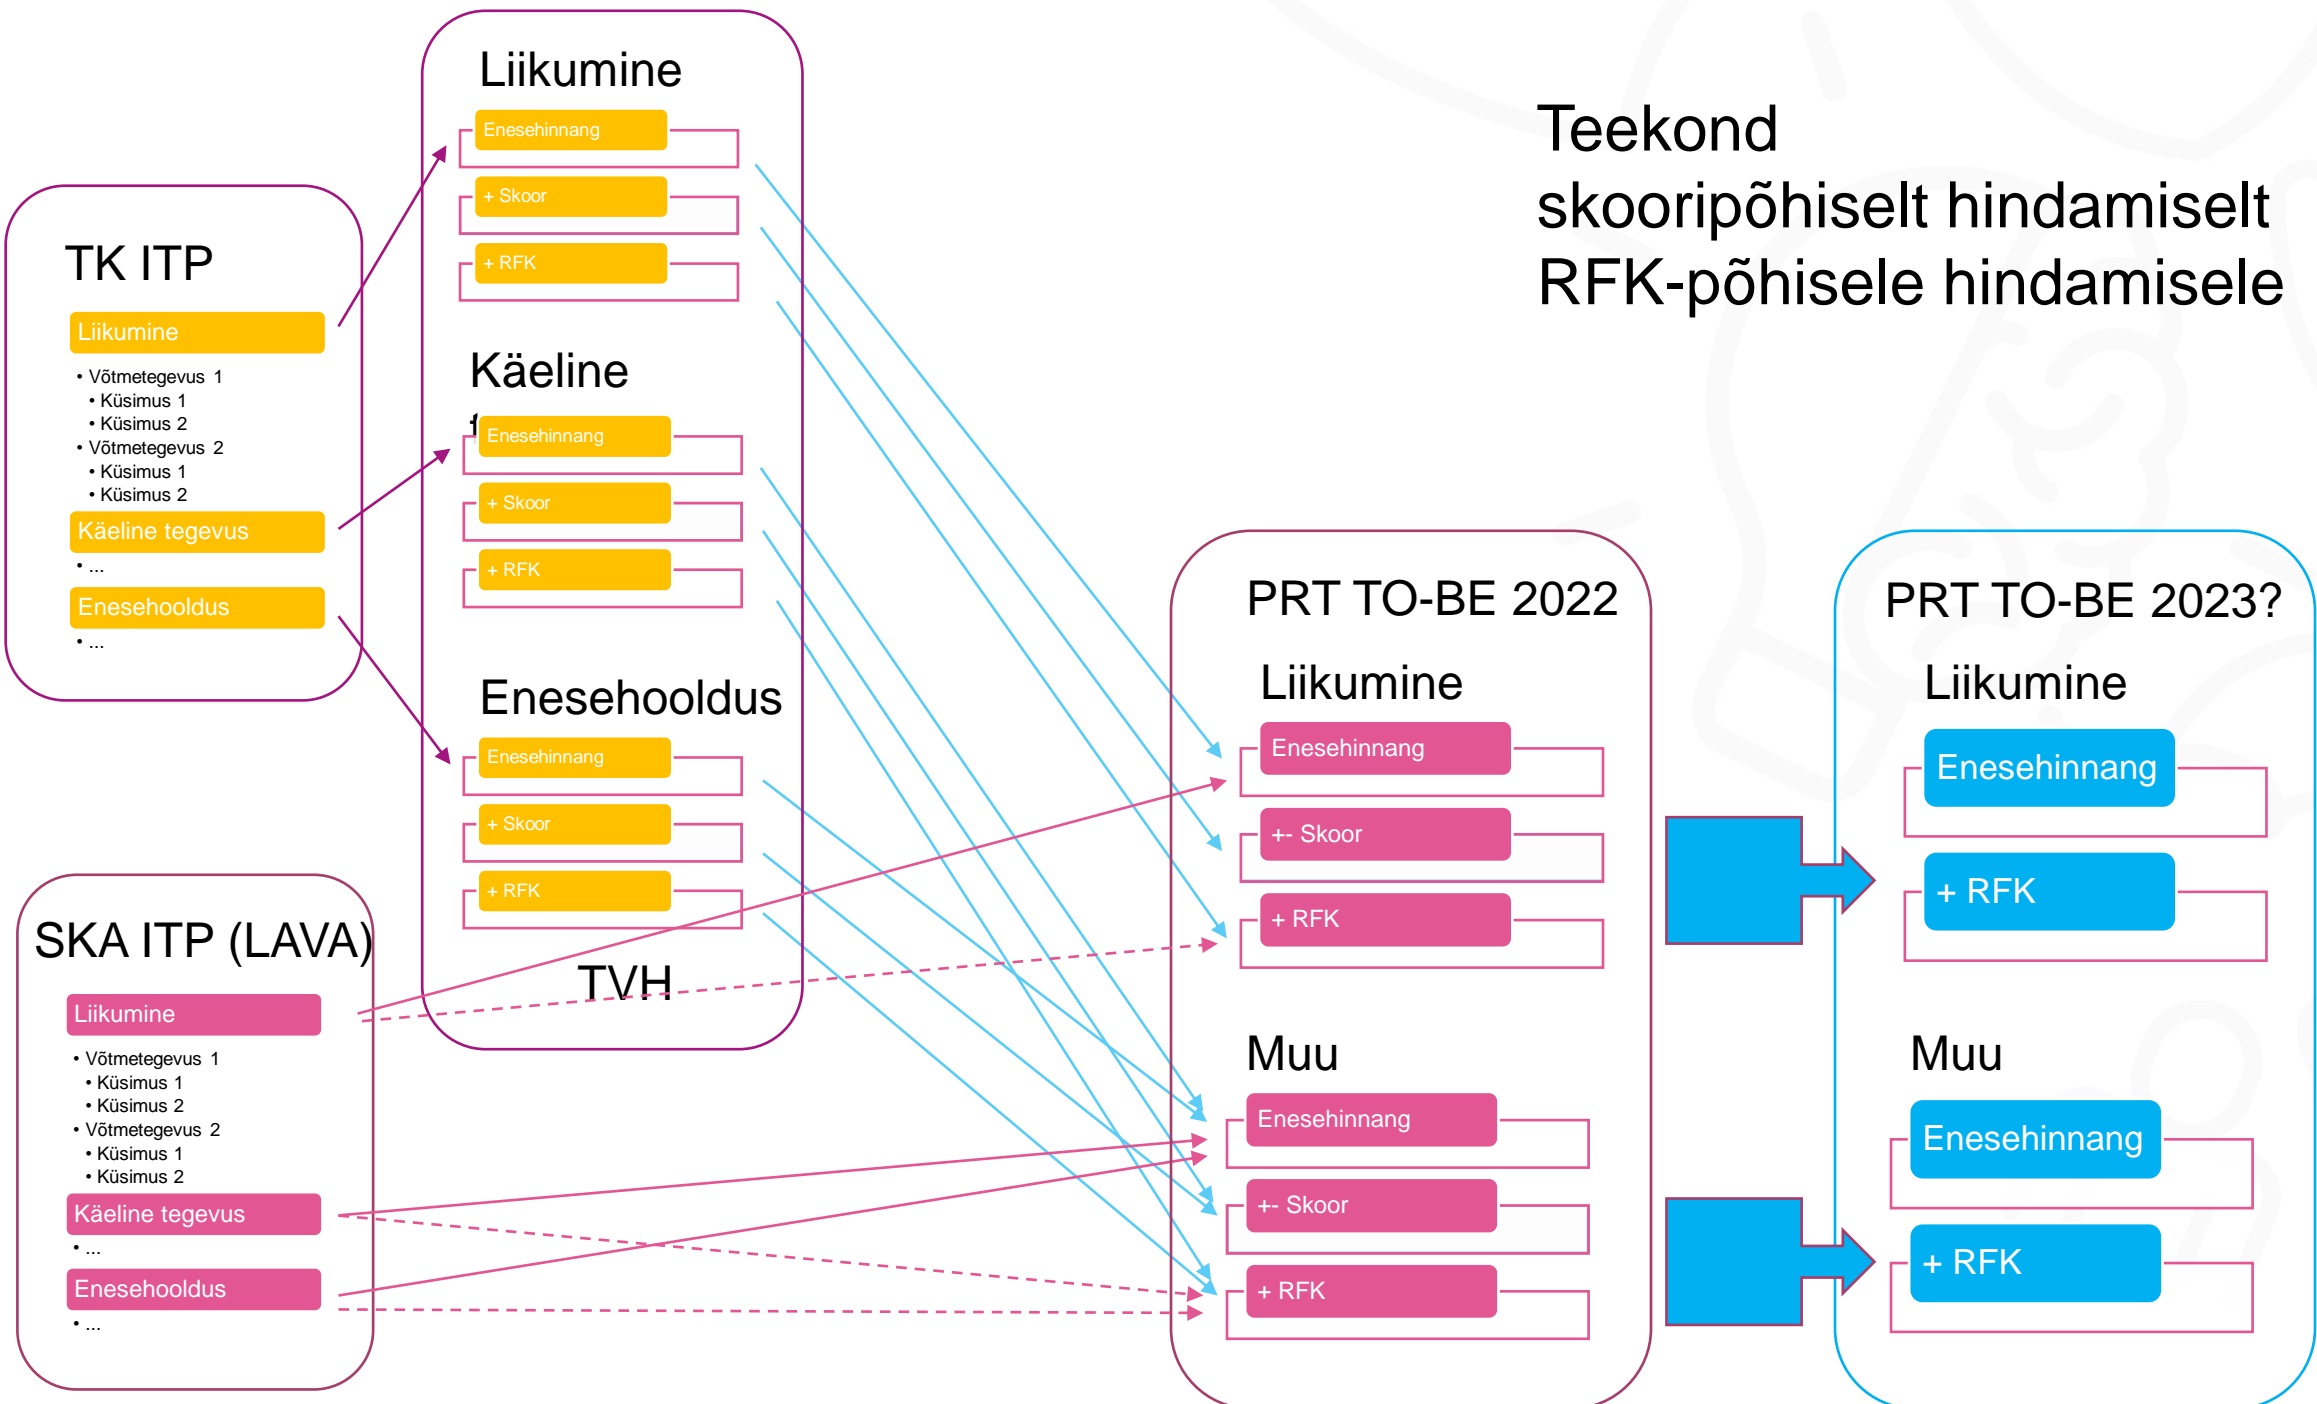 Teekond
skooripõhiselt hindamiselt
RFK-põhisele hindamisele
TK ITP
Liikumine
• Võtmetegevus 1
• Küsimus 1
• Küsimus 2
• Võtmetegevus 2
• Küsimus 1
• Küsimus 2
Käeline tegevus
• ...
Enesehooldus
• ...
SKA ITP (LAVA)
Liikumine
• Võtmetegevus 1
• Küsimus 1
• Küsimus 2
• Võtmetegevus 2
• Küsimus 1
• Küsimus 2
Käeline tegevus
• ...
Enesehooldus
• ...
Liikumine
Enesehinnang
+ Skoor
+ RFK
Käeline
Enesehinnang
+ Skoor
+ RFK
Enesehooldus
Enesehinnang
+ Skoor
+ RFK
TVH
PRT TO-BE 2022
Liikumine
Enesehinnang
+- Skoor
+ RFK
Muu
Enesehinnang
+- Skoor
+ RFK
PRT TO-BE 2023?
Liikumine
Enesehinnang
+ RFK
Muu
Enesehinnang
+ RFK